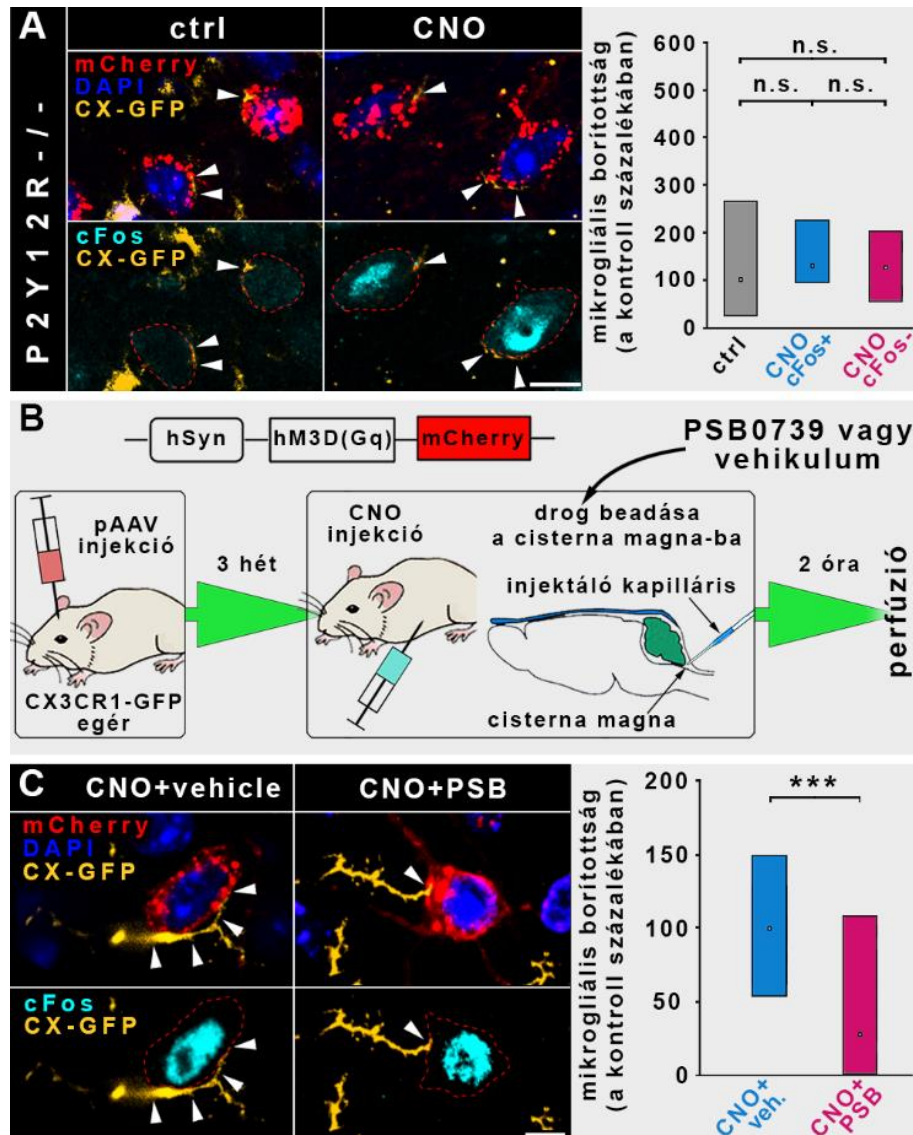 A
P2Y12R-/-
ctrl
CNO
mCherry
DAPI
CX-GFP
cFos
CX-GFP
mikrogliális borítottság
(a kontroll százalékában)
600
500
400
300
200
100
0
n.s.
n.s.
n.s.
ctrl
CNO
cFos+
CNO
cFos-
B
hSyn
hM3D(Gq)
mCherry
PSB0739 vagy
vehikulum
pAAV
injekció
CX3CR1-GFP
egér
3 hét
CNO
injekció
drog beadása
a cisterna magna-ba
injektáló kapilláris
cisterna magna
2 óra
perfúzió
C
CNO+vehicle
CNO+PSB
mCherry
DAPI
CX-GFP
cFos
CX-GFP
mikrogliális borítottság
(a kontroll százalékában)
200
150
100
50
0
***
CNO+
veh.
CNO+
PSB